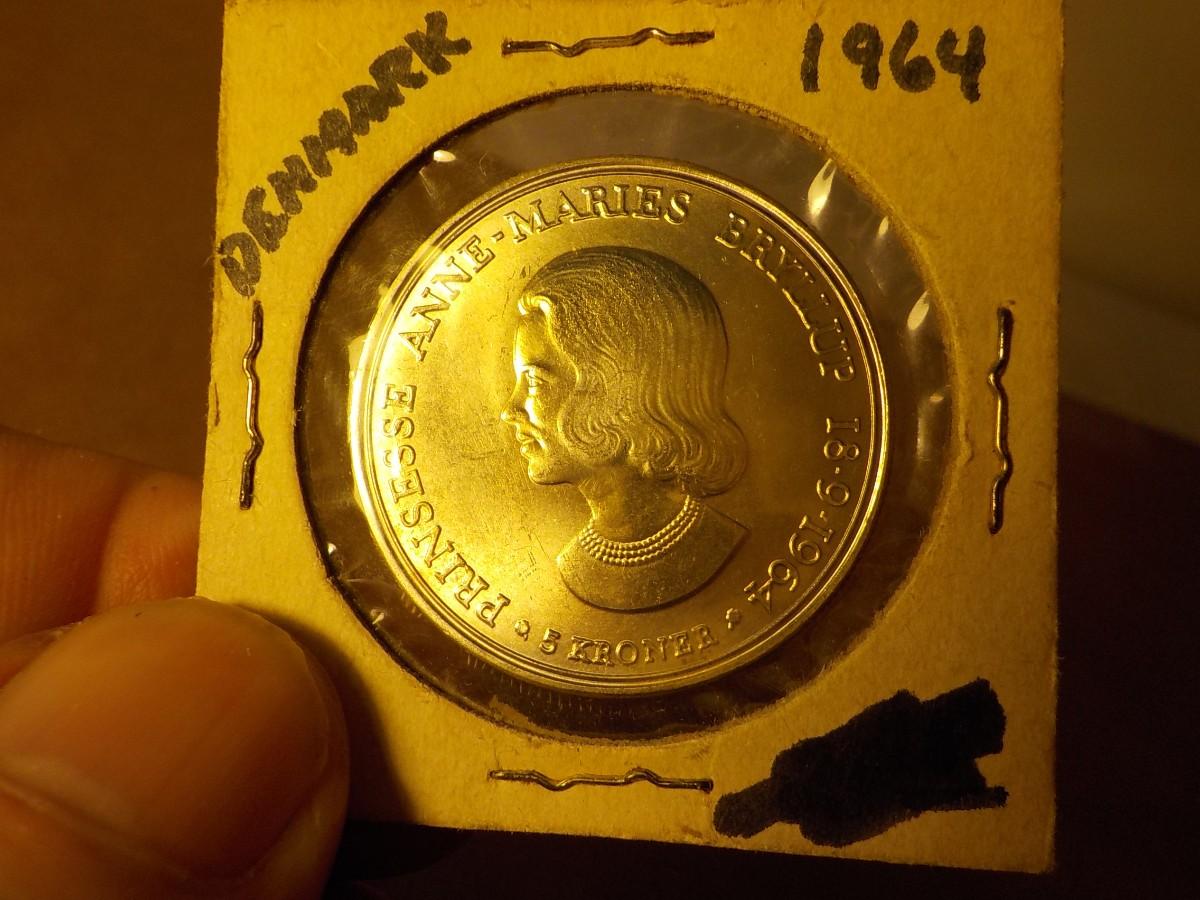 DENMARK
1964
PRINSESSE ANNE-MARIES BRYLLUP 18·9·1964
5 KRONER